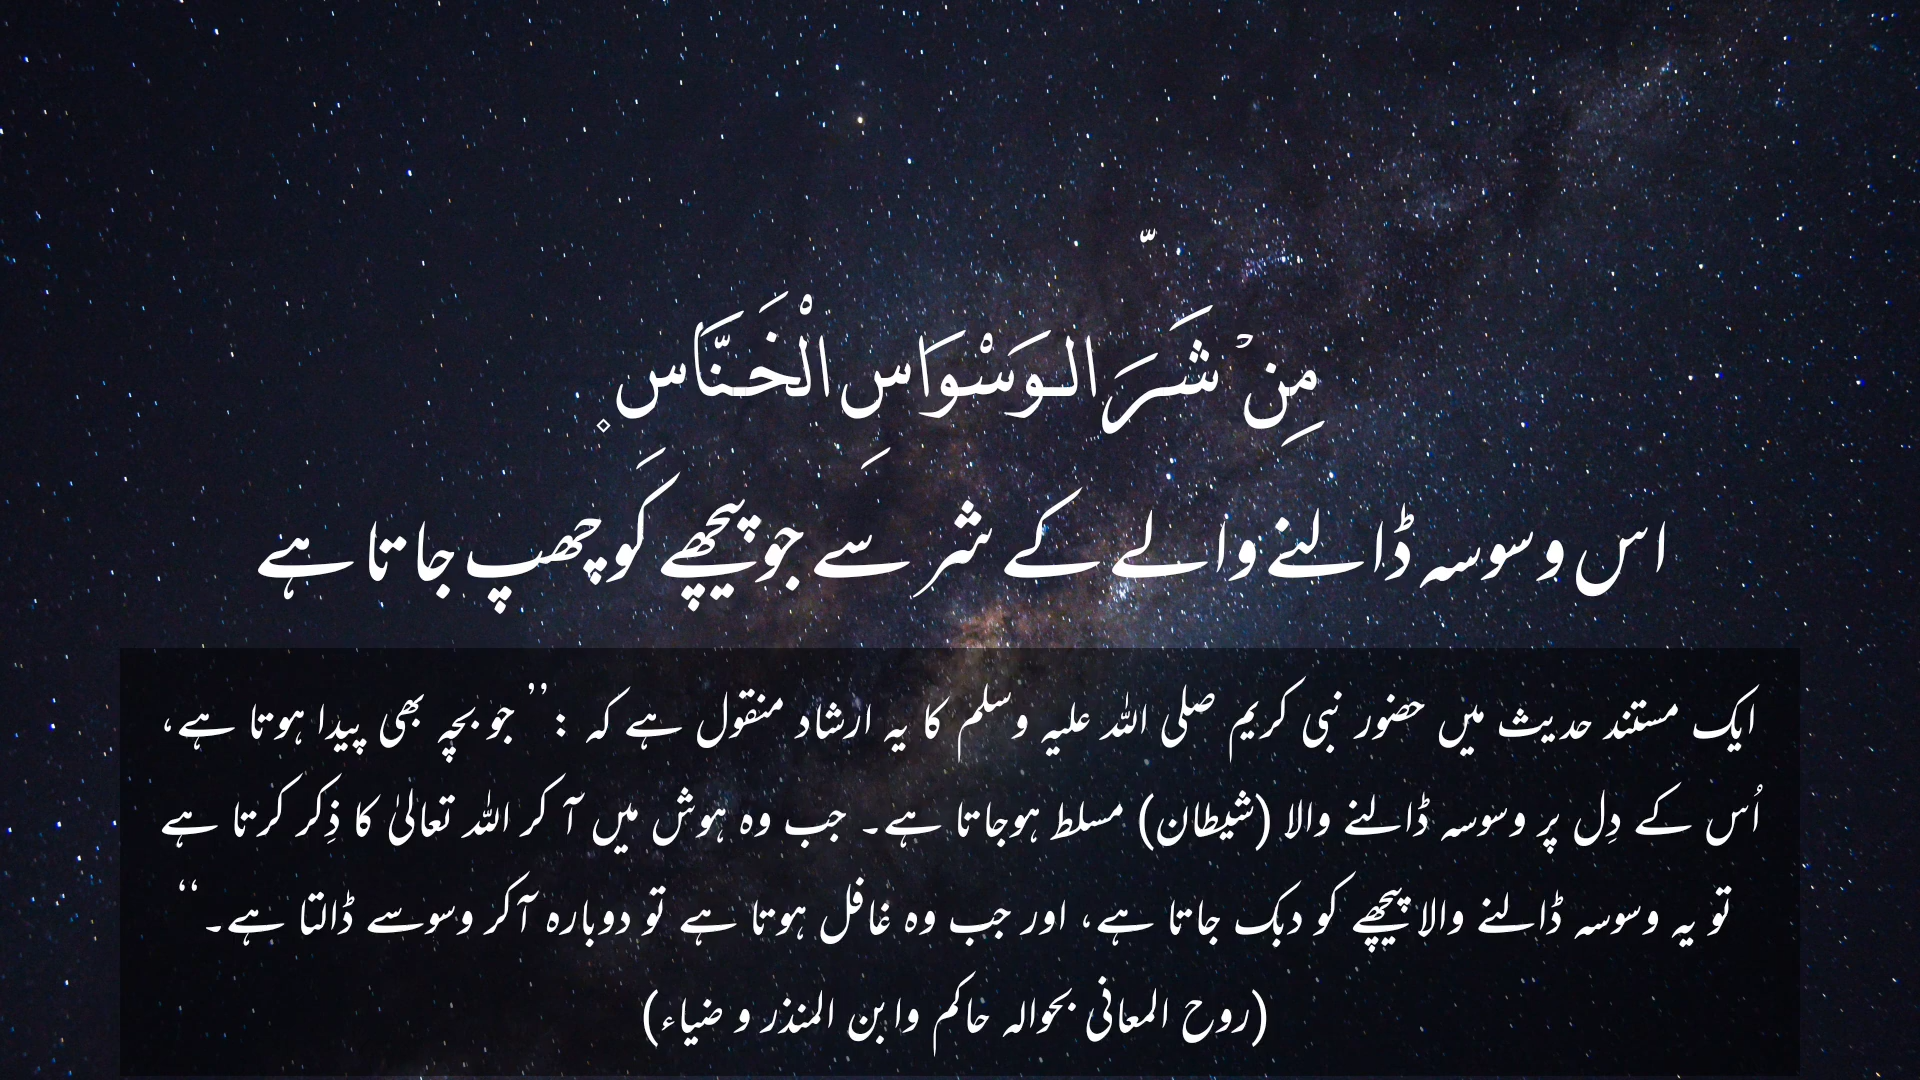 مِنۡ شَرِّ الۡوَسۡوَاسِ الۡخَنَّاسِ ۙ
اس وسوسہ ڈالنے والے کے شر سے جو پیچھے کو چھپ جاتا ہے
ایک مستند حدیث میں حضور نبی کریم صلی اللہ علیہ وسلم کا یہ ارشاد منقول ہے کہ :’’ جو بچہ بھی پیدا ہوتا ہے،
اُس کے دِل پر وسوسہ ڈالنے والا (شیطان) مسلط ہوجاتا ہے۔ جب وہ ہوش میں آ کر اللہ تعالیٰ کا ذِکر کرتا ہے
تو یہ وسوسہ ڈالنے والا پیچھے کو دبک جاتا ہے، اور جب وہ غافل ہوتا ہے تو دوبارہ آکر وسوسے ڈالتا ہے۔‘‘
(روح المعانی بحوالہ حاکم وابن المنذر و ضیاء)